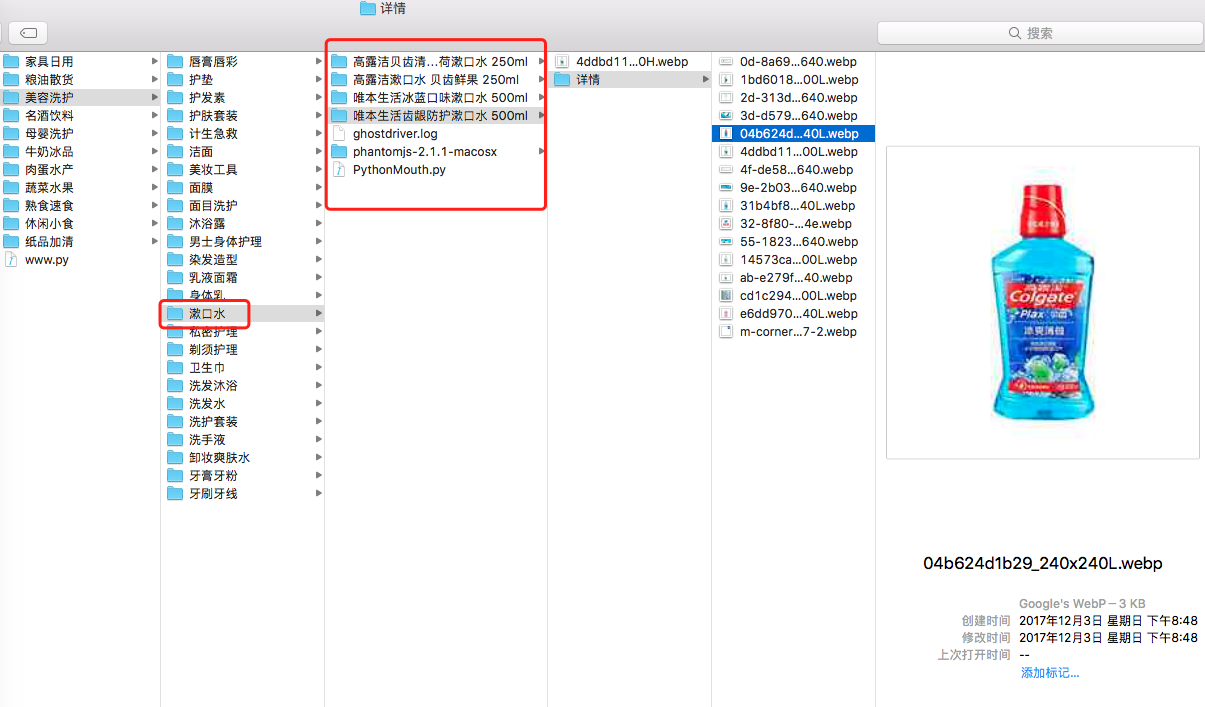 详情
搜索
家具日用
粮油散货
美容洗护
名酒饮料
母婴洗护
牛奶冰品
肉蛋水产
蔬菜水果
熟食速食
休闲小食
纸品加清
www.py
唇膏唇彩
护垫
护发素
护肤套装
计生急救
洁面
美妆工具
面膜
面目洗护
沐浴露
男士身体护理
染发造型
乳液面霜
身体乳
漱口水
私密护理
剃须护理
卫生巾
洗发沐浴
洗发水
洗护套装
洗手液
卸妆爽肤水
牙膏牙粉
牙刷牙线
高露洁贝齿清...荷漱口水 250ml
高露洁漱口水 贝齿鲜果 250ml
唯本生活冰蓝口味漱口水 500ml
唯本生活齿龈防护漱口水 500ml
ghostdriver.log
phantomjs-2.1.1-macosx
PythonMouth.py
4ddbd11...0H.webp
详情
0d-8a69...640.webp
1bd6018...00L.webp
2d-313d...640.webp
3d-d579...640.webp
04b624d...40L.webp
4ddbd11...00L.webp
4f-de58...640.webp
9e-2b03...640.webp
31b4bf8...40L.webp
32-8f80-...4e.webp
55-1823...640.webp
14573ca...00L.webp
ab-e279f...40.webp
cd1c294...00L.webp
e6dd970...40L.webp
m-corner...7-2.webp
Colgate
Plax
冰爽薄荷
04b624d1b29_240x240L.webp
Google's WebP – 3 KB
创建时间 2017年12月3日 星期日 下午8:48
修改时间 2017年12月3日 星期日 下午8:48
上次打开时间 --
添加标记...